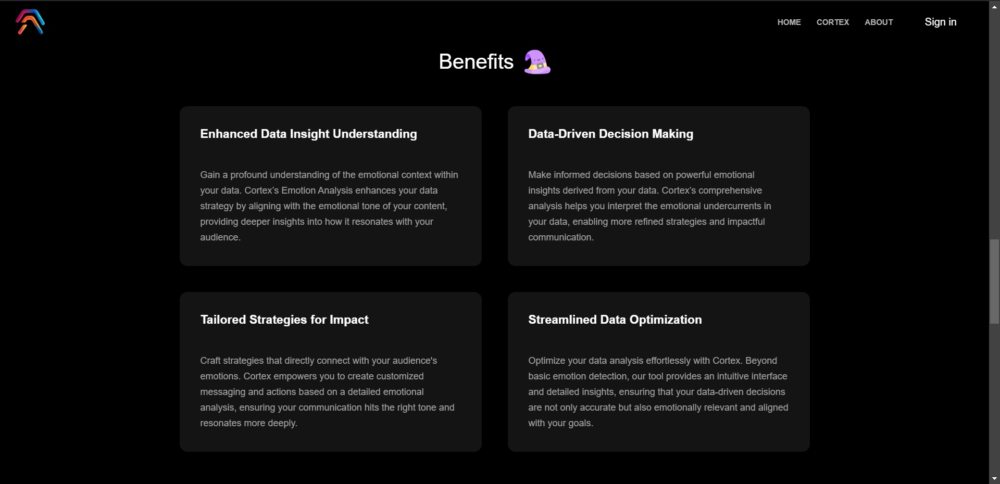 HOME CORTEX ABOUT Sign in
Benefits
Enhanced Data Insight Understanding
Gain a profound understanding of the emotional context within
your data. Cortex’s Emotion Analysis enhances your data
strategy by aligning with the emotional tone of your content,
providing deeper insights into how it resonates with your
audience.
Data-Driven Decision Making
Make informed decisions based on powerful emotional
insights derived from your data. Cortex’s comprehensive
analysis helps you interpret the emotional undercurrents in
your data, enabling more refined strategies and impactful
communication.
Tailored Strategies for Impact
Craft strategies that directly connect with your audience's
emotions. Cortex empowers you to create customized
messaging and actions based on a detailed emotional
analysis, ensuring your communication hits the right tone and
resonates more deeply.
Streamlined Data Optimization
Optimize your data analysis effortlessly with Cortex. Beyond
basic emotion detection, our tool provides an intuitive interface
and detailed insights, ensuring that your data-driven decisions
are not only accurate but also emotionally relevant and aligned
with your goals.